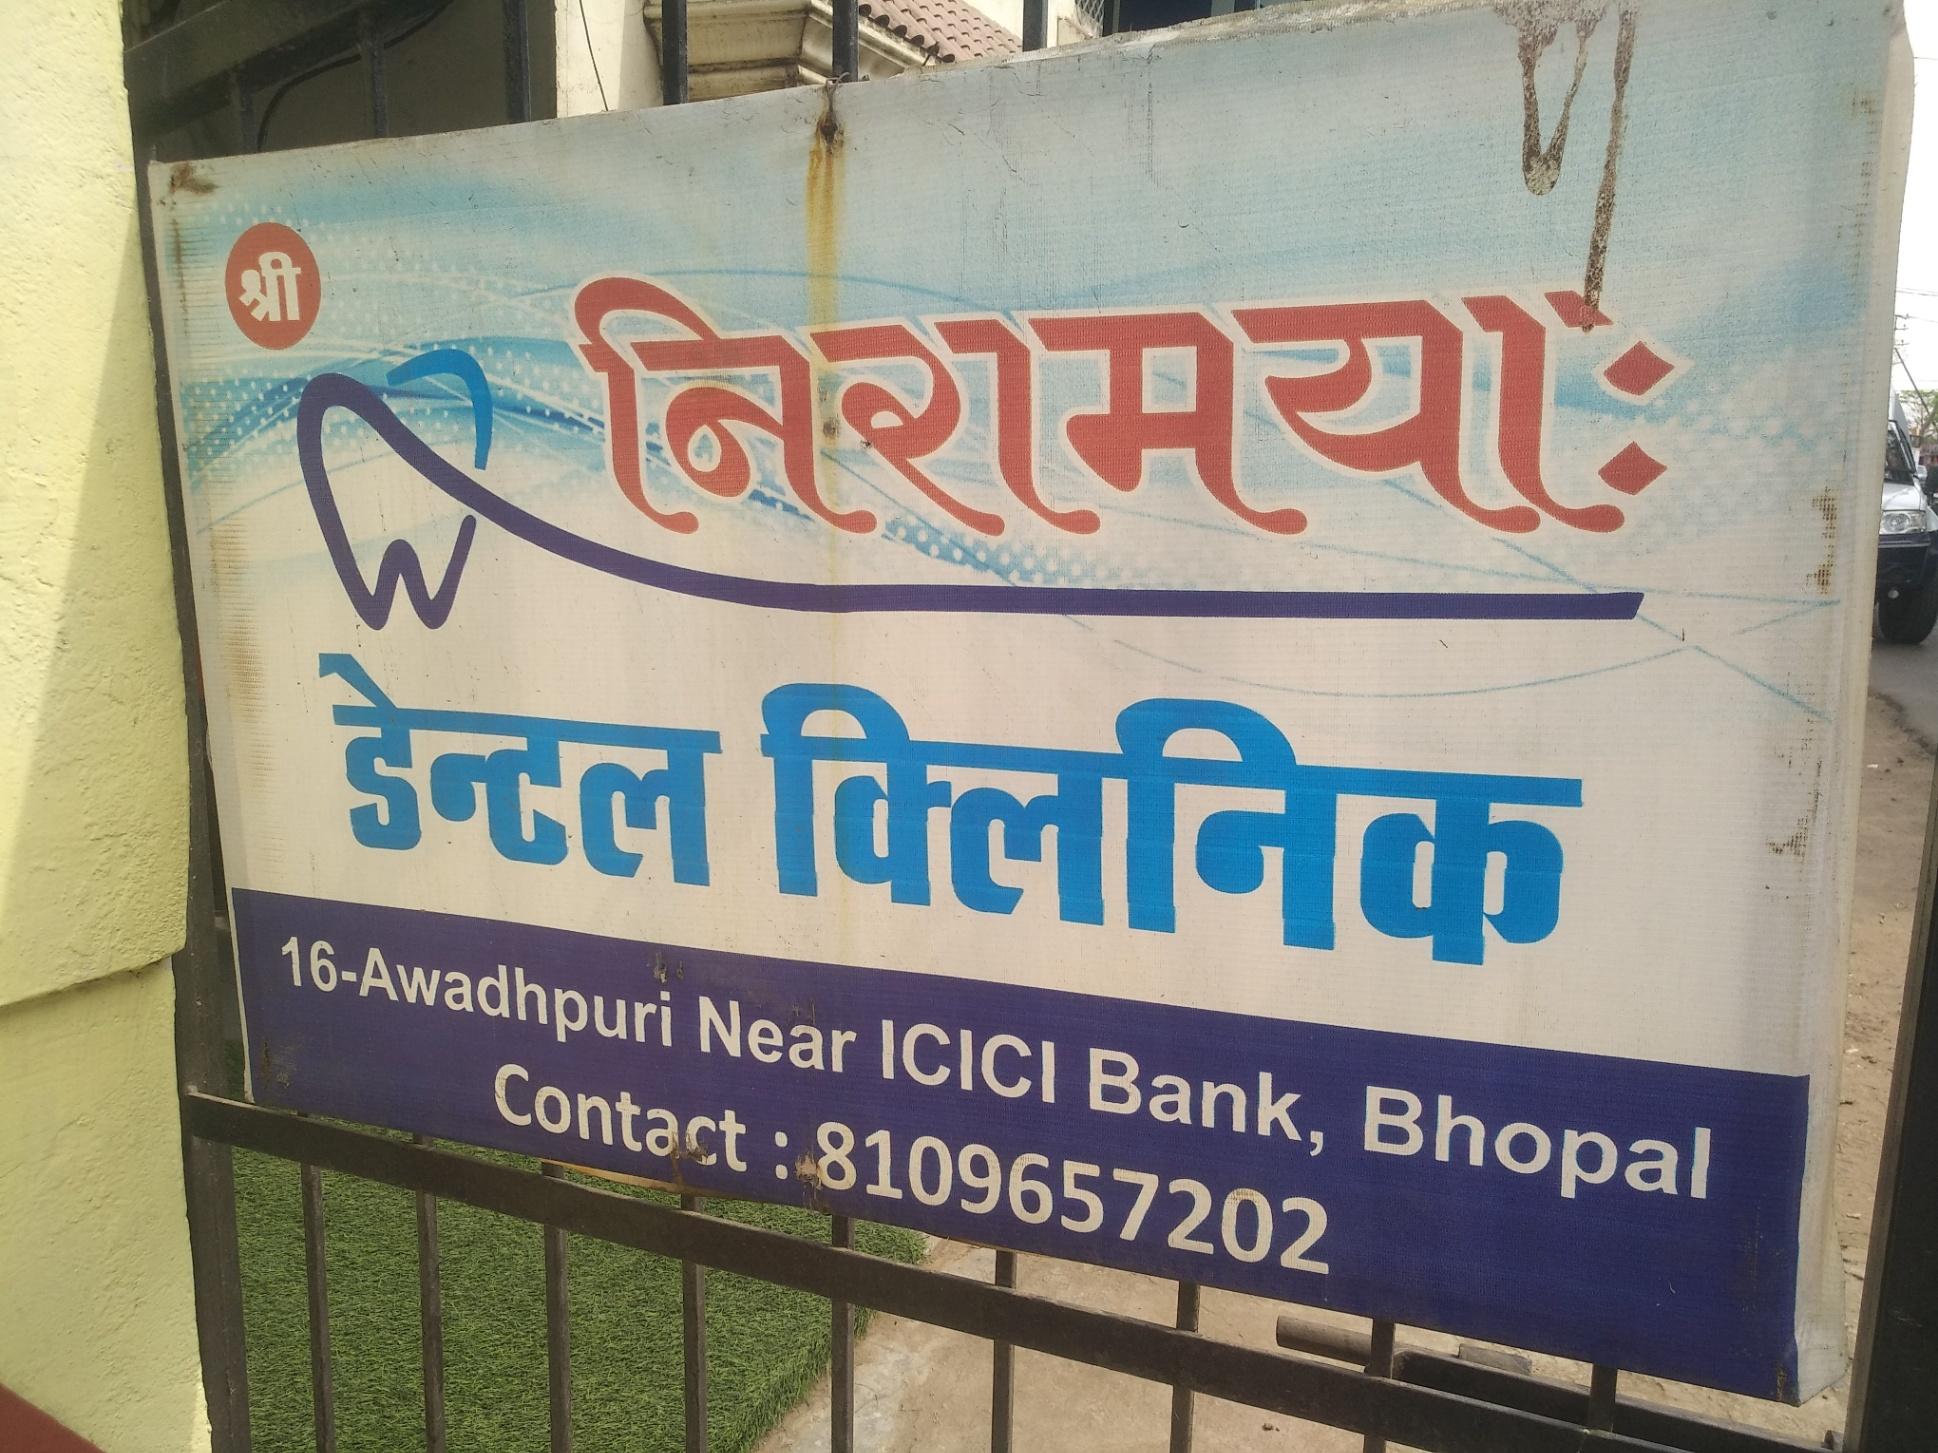 श्री
निरामया:
डेन्टल क्लिनिक
16-Awadhpuri Near ICICI Bank, Bhopal
Contact : 8109657202